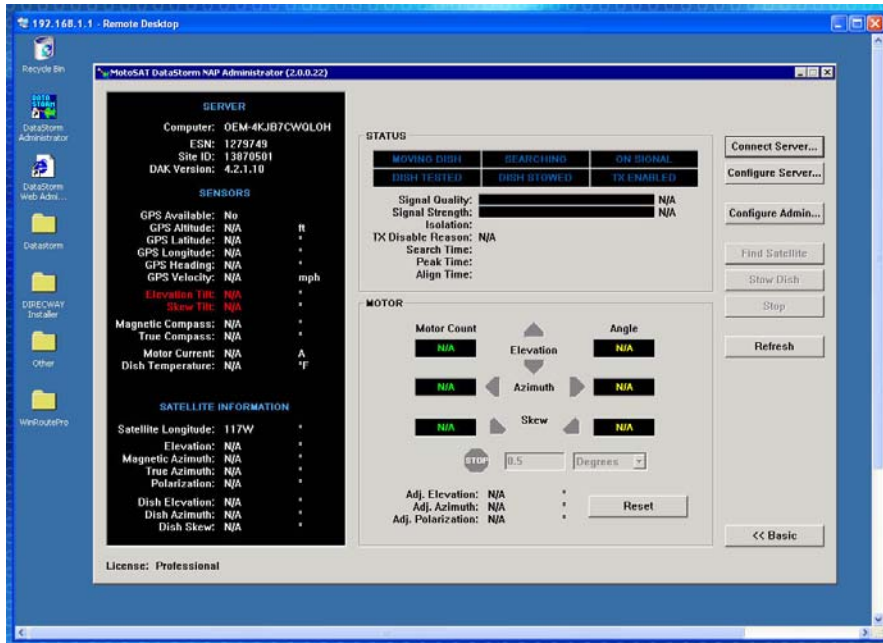 192.168.1.1 - Remote Desktop
Recycle Bin
DATA
STORM
DataStorm
Administrator
DataStorm
Web Admi...
Datastorm
DIRECWAY
Installer
Other
WinRoutePro
MotoSAT DataStorm NAP Administrator (2.0.0.22)
SERVER
Computer: OEM-4KJB7CWQLOH
ESN: 1279749
Site ID: 13870501
DAK Version: 4.2.1.10
SENSORS
GPS Available: No
GPS Altitude: N/A ft
GPS Latitude: N/A °
GPS Longitude: N/A °
GPS Heading: N/A °
GPS Velocity: N/A mph
Elevation Tilt: N/A °
Skew Tilt: N/A °
Magnetic Compass: N/A °
True Compass: N/A °
Motor Current: N/A A
Dish Temperature: N/A °F
SATELLITE INFORMATION
Satellite Longitude: 117W °
Elevation: N/A °
Magnetic Azimuth: N/A °
True Azimuth: N/A °
Polarization: N/A °
Dish Elevation: N/A °
Dish Azimuth: N/A °
Dish Skew: N/A °
License: Professional
STATUS
MOVING DISH SEARCHING ON SIGNAL
DISH TESTED DISH STOWED TX ENABLED
Signal Quality: N/A
Signal Strength: N/A
Isolation:
TX Disable Reason: N/A
Search Time:
Peak Time:
Align Time:
MOTOR
Motor Count Angle
N/A Elevation N/A
N/A Azimuth N/A
N/A Skew N/A
STOP 0.5 Degrees
Adj. Elevation: N/A °
Adj. Azimuth: N/A °
Adj. Polarization: N/A °
Reset
Connect Server...
Configure Server...
Configure Admin...
Find Satellite
Stow Dish
Stop
Refresh
<< Basic